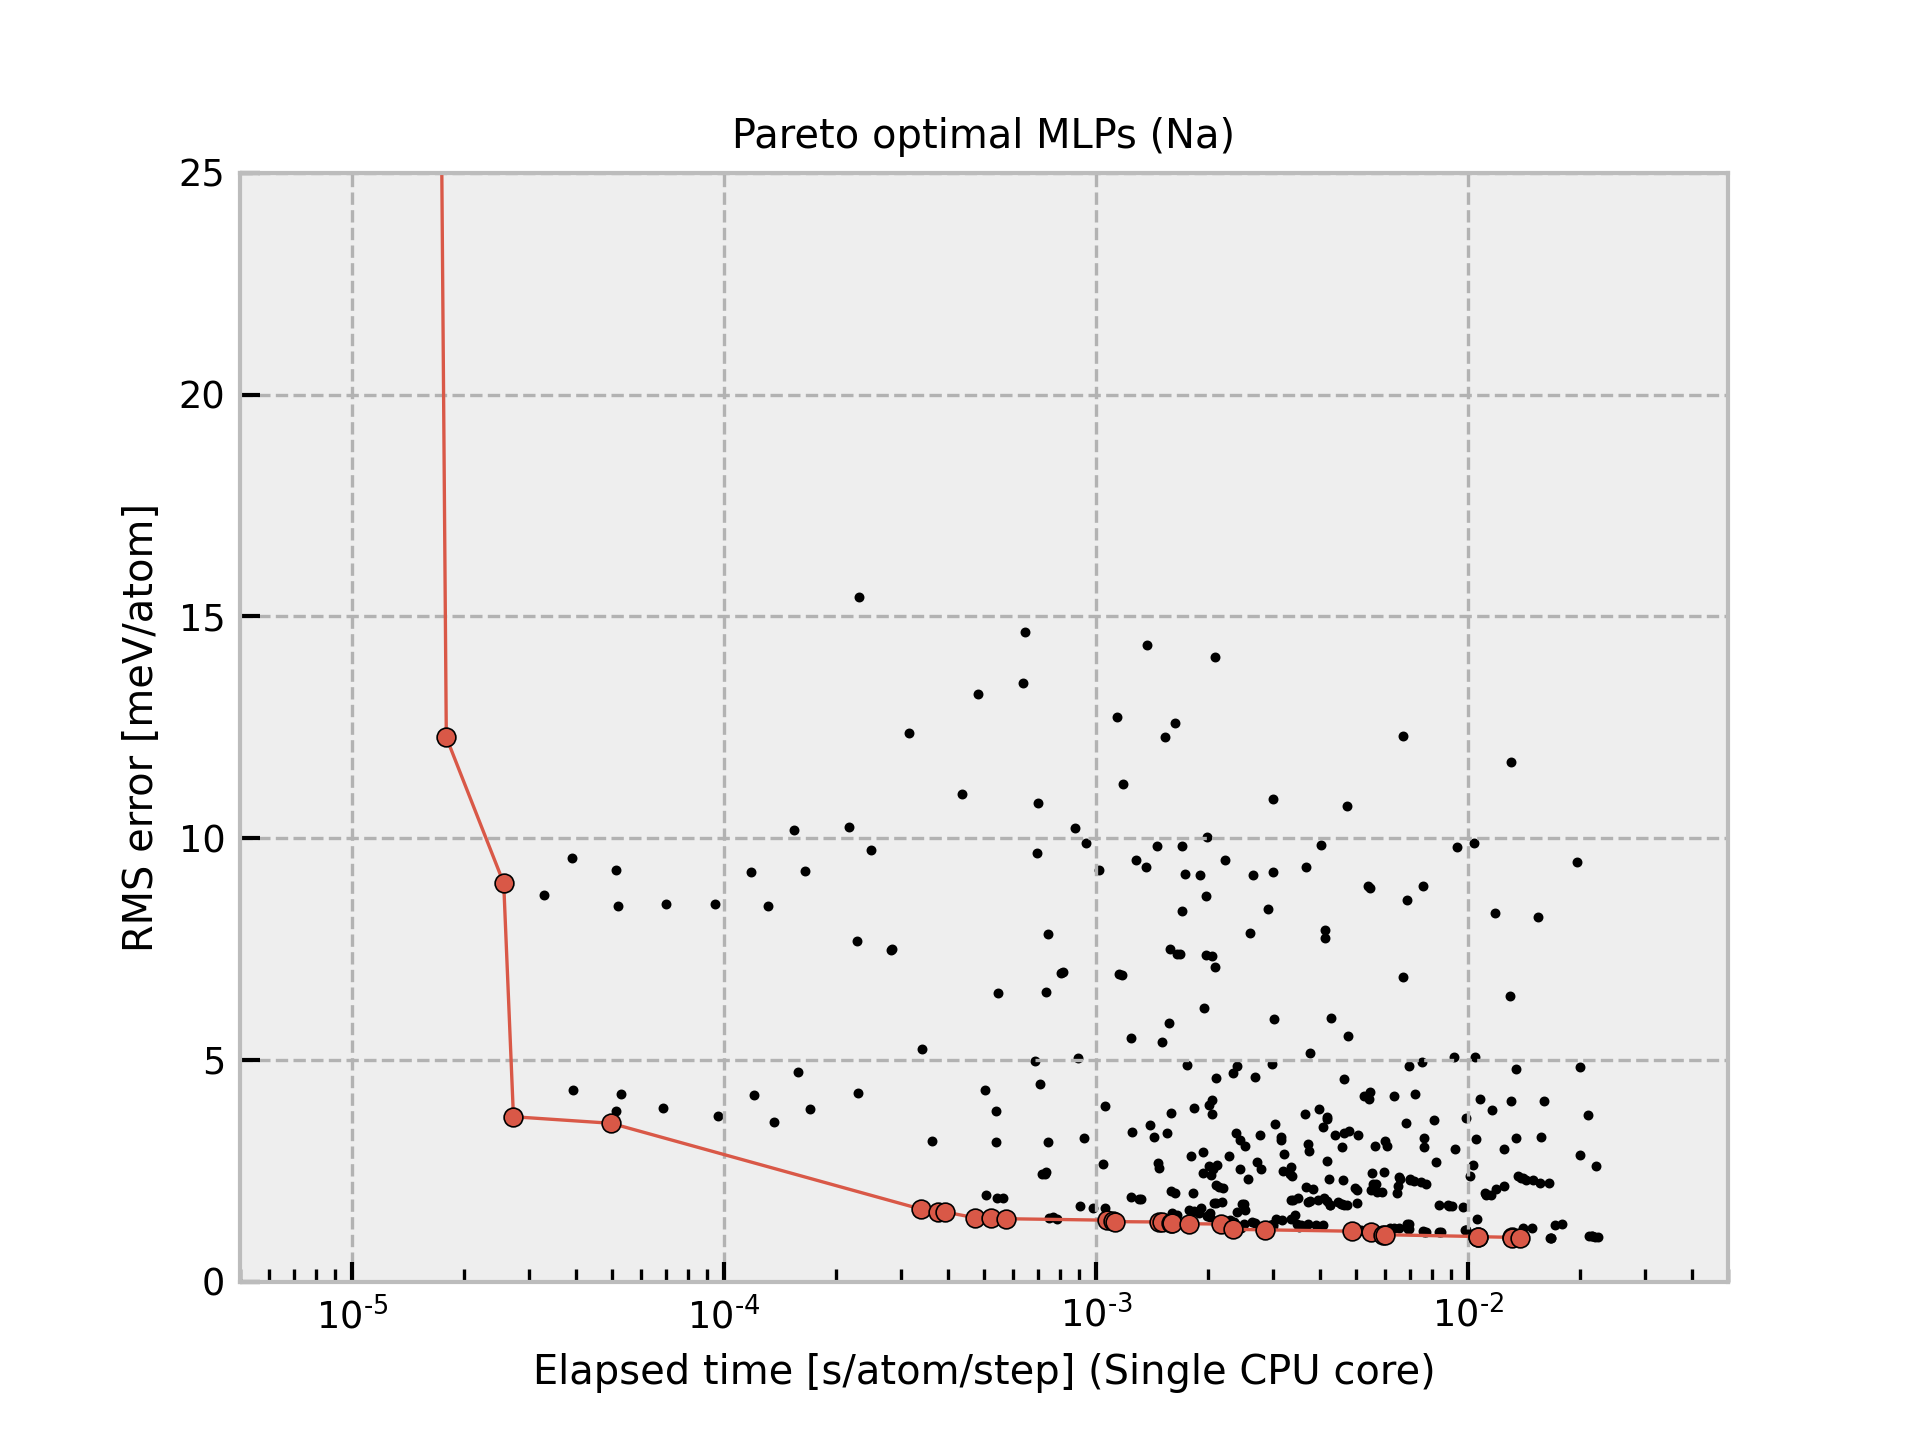 Pareto optimal MLPs (Na)
25
20
15
10
5
0
RMS error [meV/atom]
10-5 10-4 10-3 10-2
Elapsed time [s/atom/step] (Single CPU core)